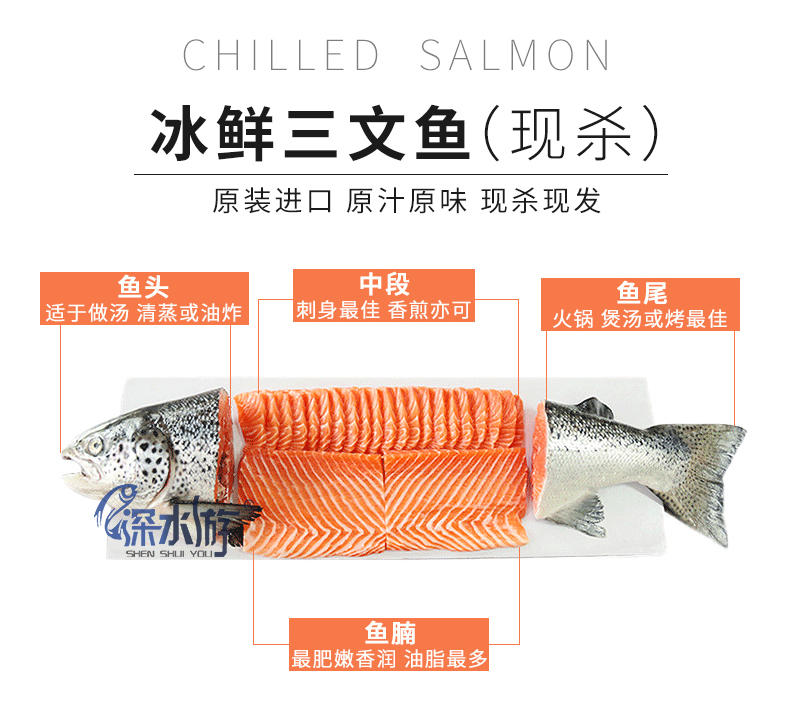 CHILLED SALMON
冰鲜三文鱼(现杀)
原装进口 原汁原味 现杀现发
鱼头
适于做汤 清蒸或油炸
中段
刺身最佳 香煎亦可
鱼尾
火锅 煲汤或烤最佳
深水游
SHEN SHUI YOU
鱼腩
最肥嫩香润 油脂最多